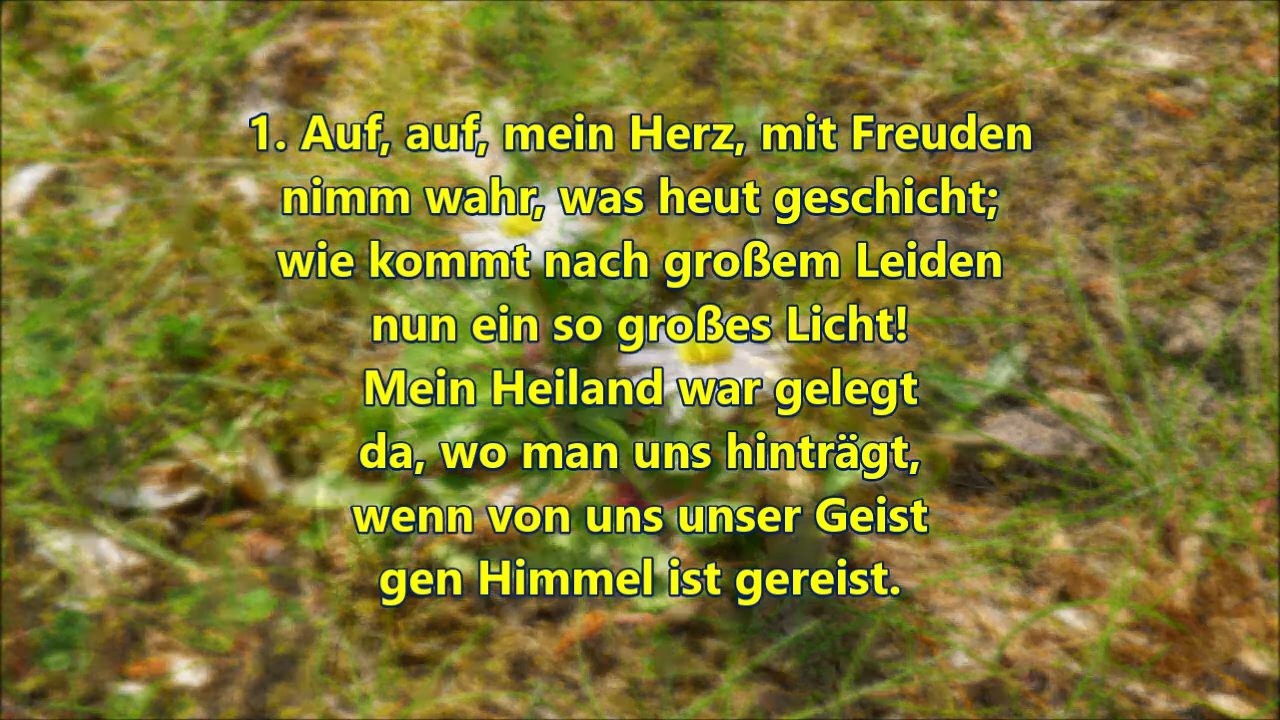 1. Auf, auf, mein Herz, mit Freuden
nimm wahr, was heut geschicht;
wie kommt nach großem Leiden
nun ein so großes Licht!
Mein Heiland war gelegt
da, wo man uns hinträgt,
wenn von uns unser Geist
gen Himmel ist gereist.